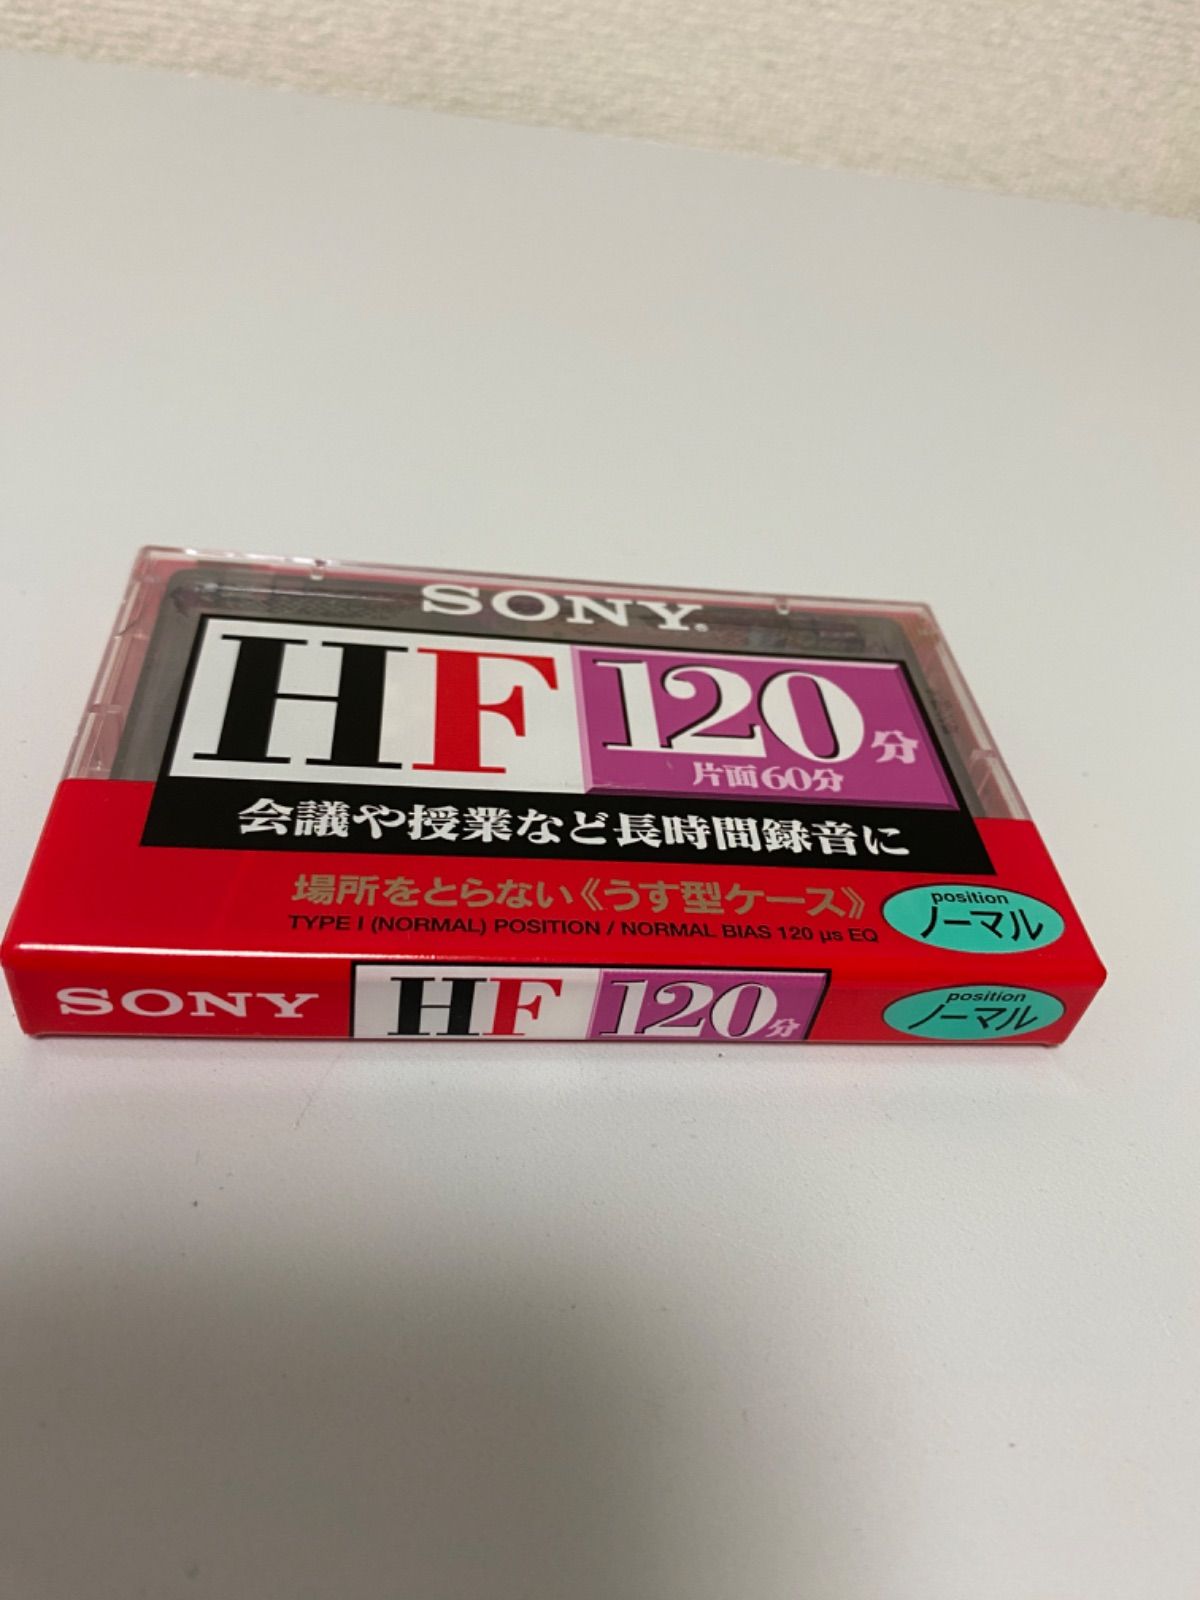 SONY
HF 120分
片面60分
会議や授業など長時間録音に
場所をとらない《うす型ケース》
TYPE I (NORMAL) POSITION / NORMAL BIAS 120 µs EQ
position
ノーマル
SONY HF 120分
position
ノーマル